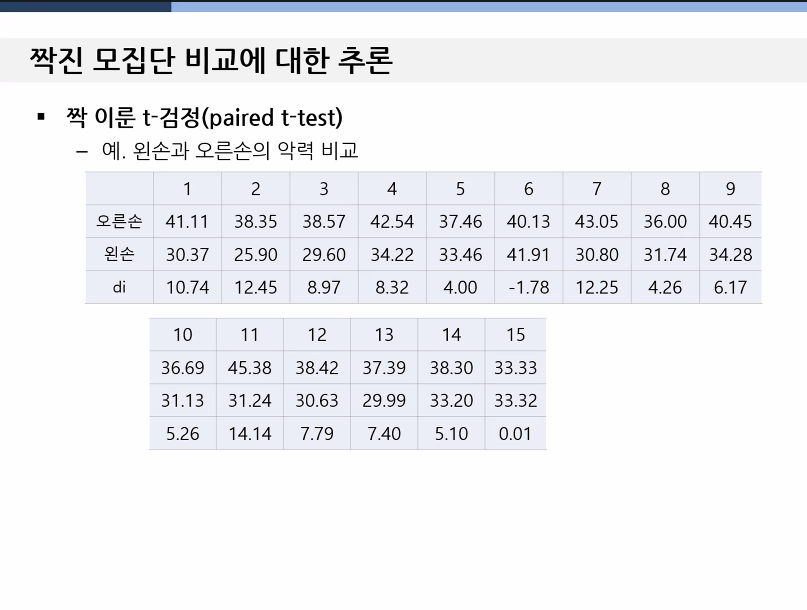 짝진 모집단 비교에 대한 추론
▪ 짝 이룬 t-검정(paired t-test)
– 예. 왼손과 오른손의 악력 비교
1 2 3 4 5 6 7 8 9
오른손 41.11 38.35 38.57 42.54 37.46 40.13 43.05 36.00 40.45
왼손 30.37 25.90 29.60 34.22 33.46 41.91 30.80 31.74 34.28
di 10.74 12.45 8.97 8.32 4.00 -1.78 12.25 4.26 6.17
10 11 12 13 14 15
36.69 45.38 38.42 37.39 38.30 33.33
31.13 31.24 30.63 29.99 33.20 33.32
5.26 14.14 7.79 7.40 5.10 0.01